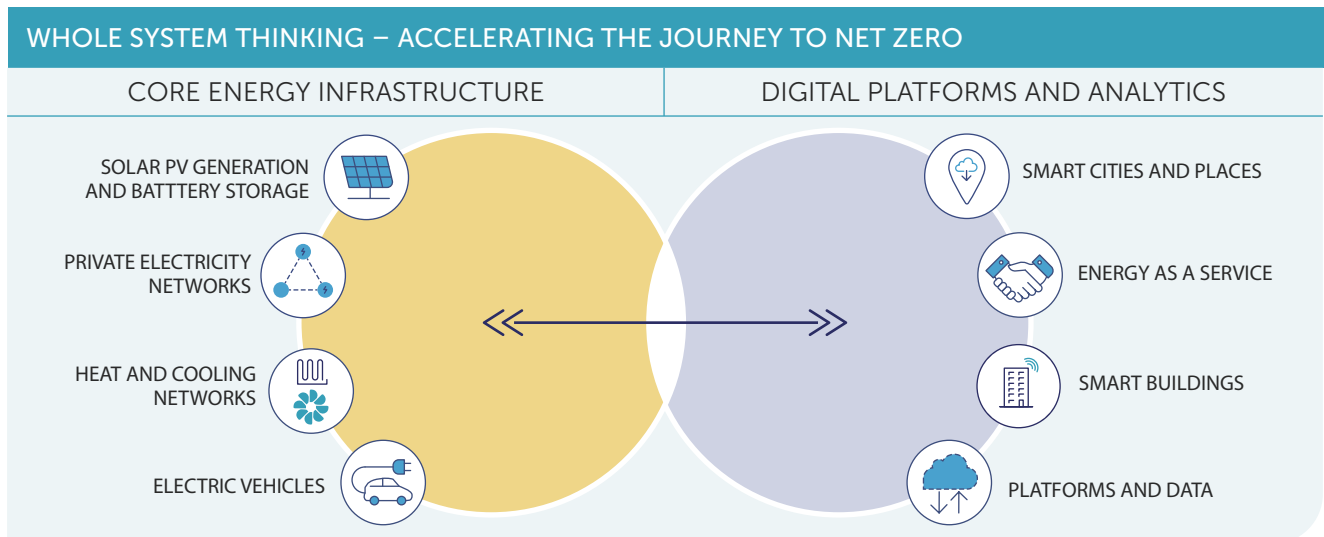 WHOLE SYSTEM THINKING – ACCELERATING THE JOURNEY TO NET ZERO
CORE ENERGY INFRASTRUCTURE
DIGITAL PLATFORMS AND ANALYTICS
SOLAR PV GENERATION
AND BATTTERY STORAGE
PRIVATE ELECTRICITY
NETWORKS
HEAT AND COOLING
NETWORKS
ELECTRIC VEHICLES
SMART CITIES AND PLACES
ENERGY AS A SERVICE
SMART BUILDINGS
PLATFORMS AND DATA